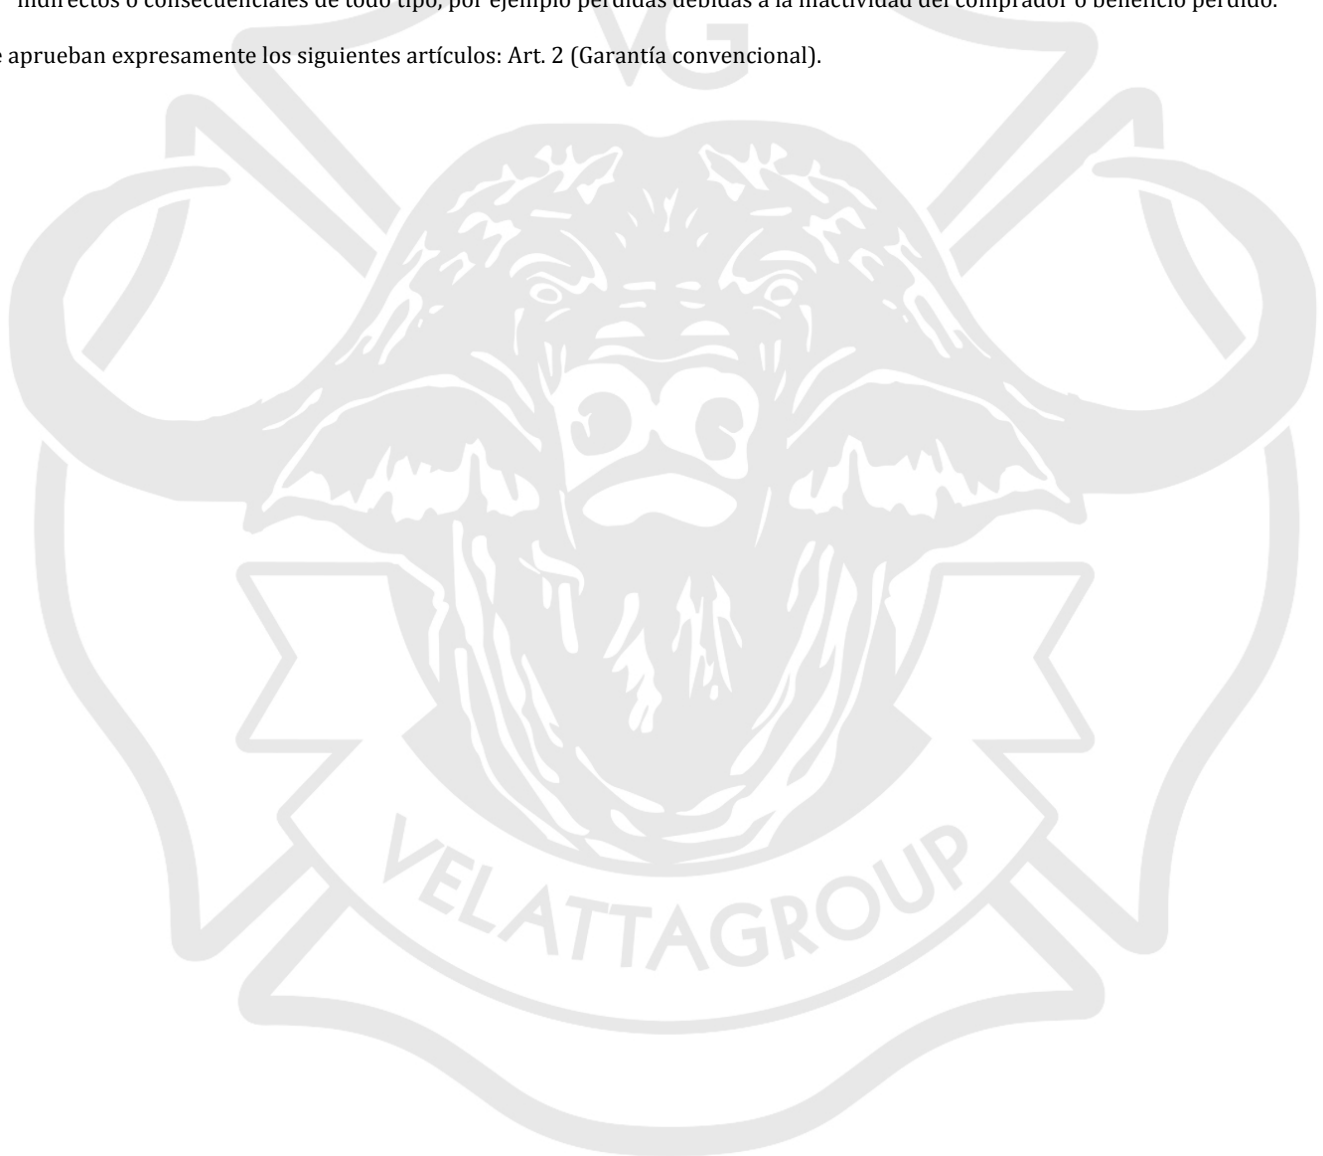 indirectos o consecuenciales de todo tipo, por ejemplo pérdidas debidas a la inactividad del comprador o beneficio perdido.
aprueban expresamente los siguientes artículos: Art. 2 (Garantía convencional).
VG
VELATTAGROUP